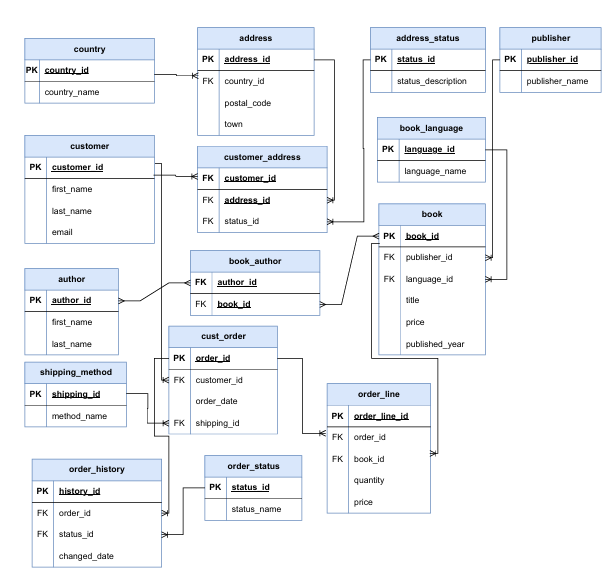 country
PK country_id
country_name
address
PK address_id
FK country_id
postal_code
town
address_status
PK status_id
status_description
publisher
PK publisher_id
publisher_name
book_language
PK language_id
language_name
customer
PK customer_id
first_name
last_name
email
customer_address
FK customer_id
FK address_id
FK status_id
book
PK book_id
FK publisher_id
FK language_id
title
price
published_year
author
PK author_id
first_name
last_name
book_author
FK author_id
FK book_id
shipping_method
PK shipping_id
method_name
cust_order
PK order_id
FK customer_id
order_date
FK shipping_id
order_line
PK order_line_id
FK order_id
FK book_id
quantity
price
order_history
PK history_id
FK order_id
FK status_id
changed_date
order_status
PK status_id
status_name